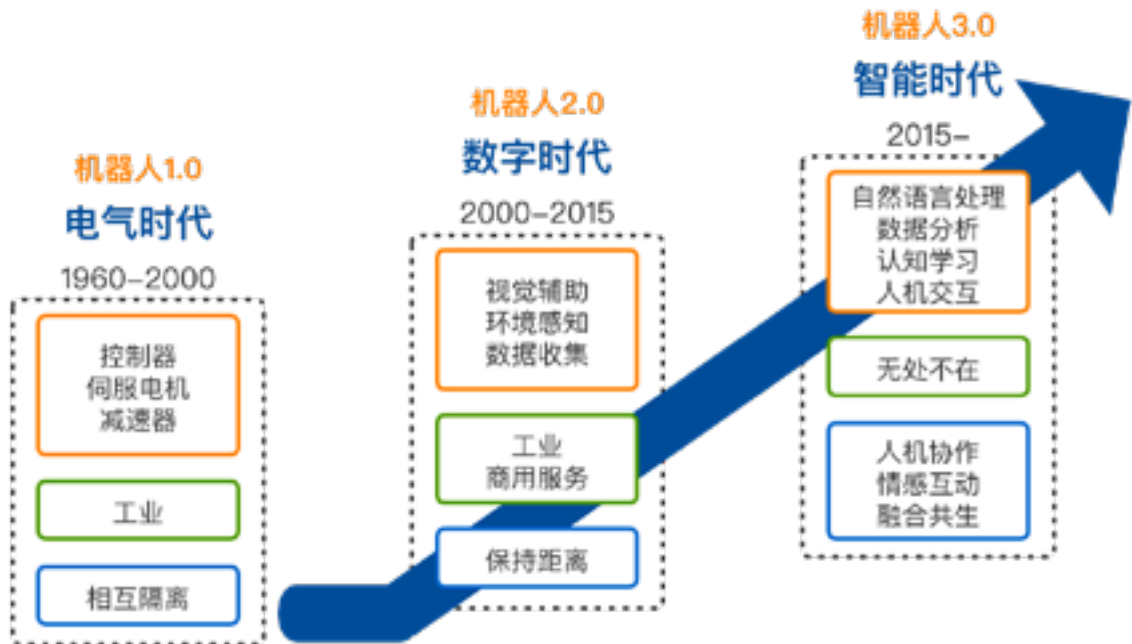 机器人1.0
电气时代
1960–2000
控制器
伺服电机
减速器
工业
相互隔离
机器人2.0
数字时代
2000–2015
视觉辅助
环境感知
数据收集
工业
商用服务
保持距离
机器人3.0
智能时代
2015–
自然语言处理
数据分析
认知学习
人机交互
无处不在
人机协作
情感互动
融合共生